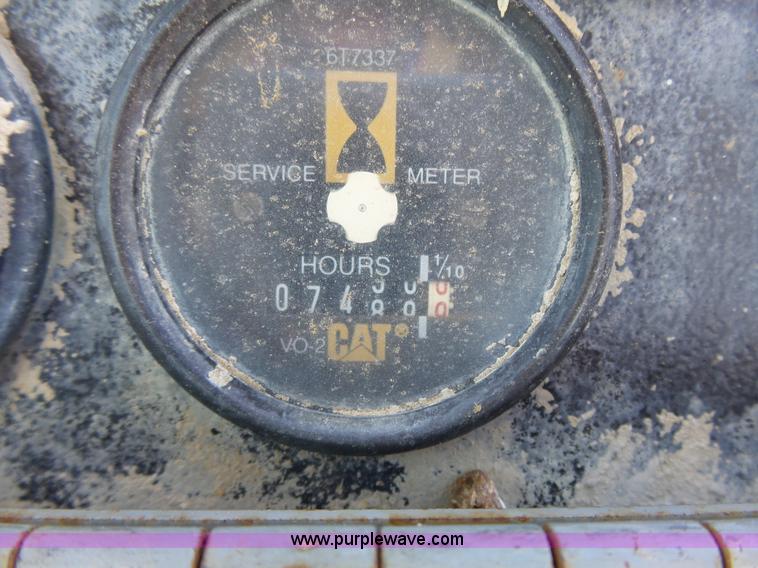 6T7337
SERVICE METER
HOURS 1/10
074
VO-2 CAT
www.purplewave.com